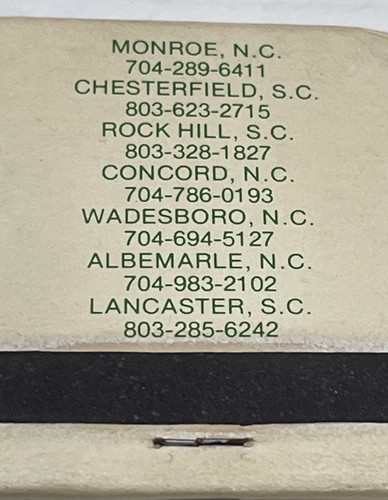 MONROE, N.C.
704-289-6411
CHESTERFIELD, S.C.
803-623-2715
ROCK HILL, S.C.
803-328-1827
CONCORD, N.C.
704-786-0193
WADESBORO, N.C.
704-694-5127
ALBEMARLE, N.C.
704-983-2102
LANCASTER, S.C.
803-285-6242